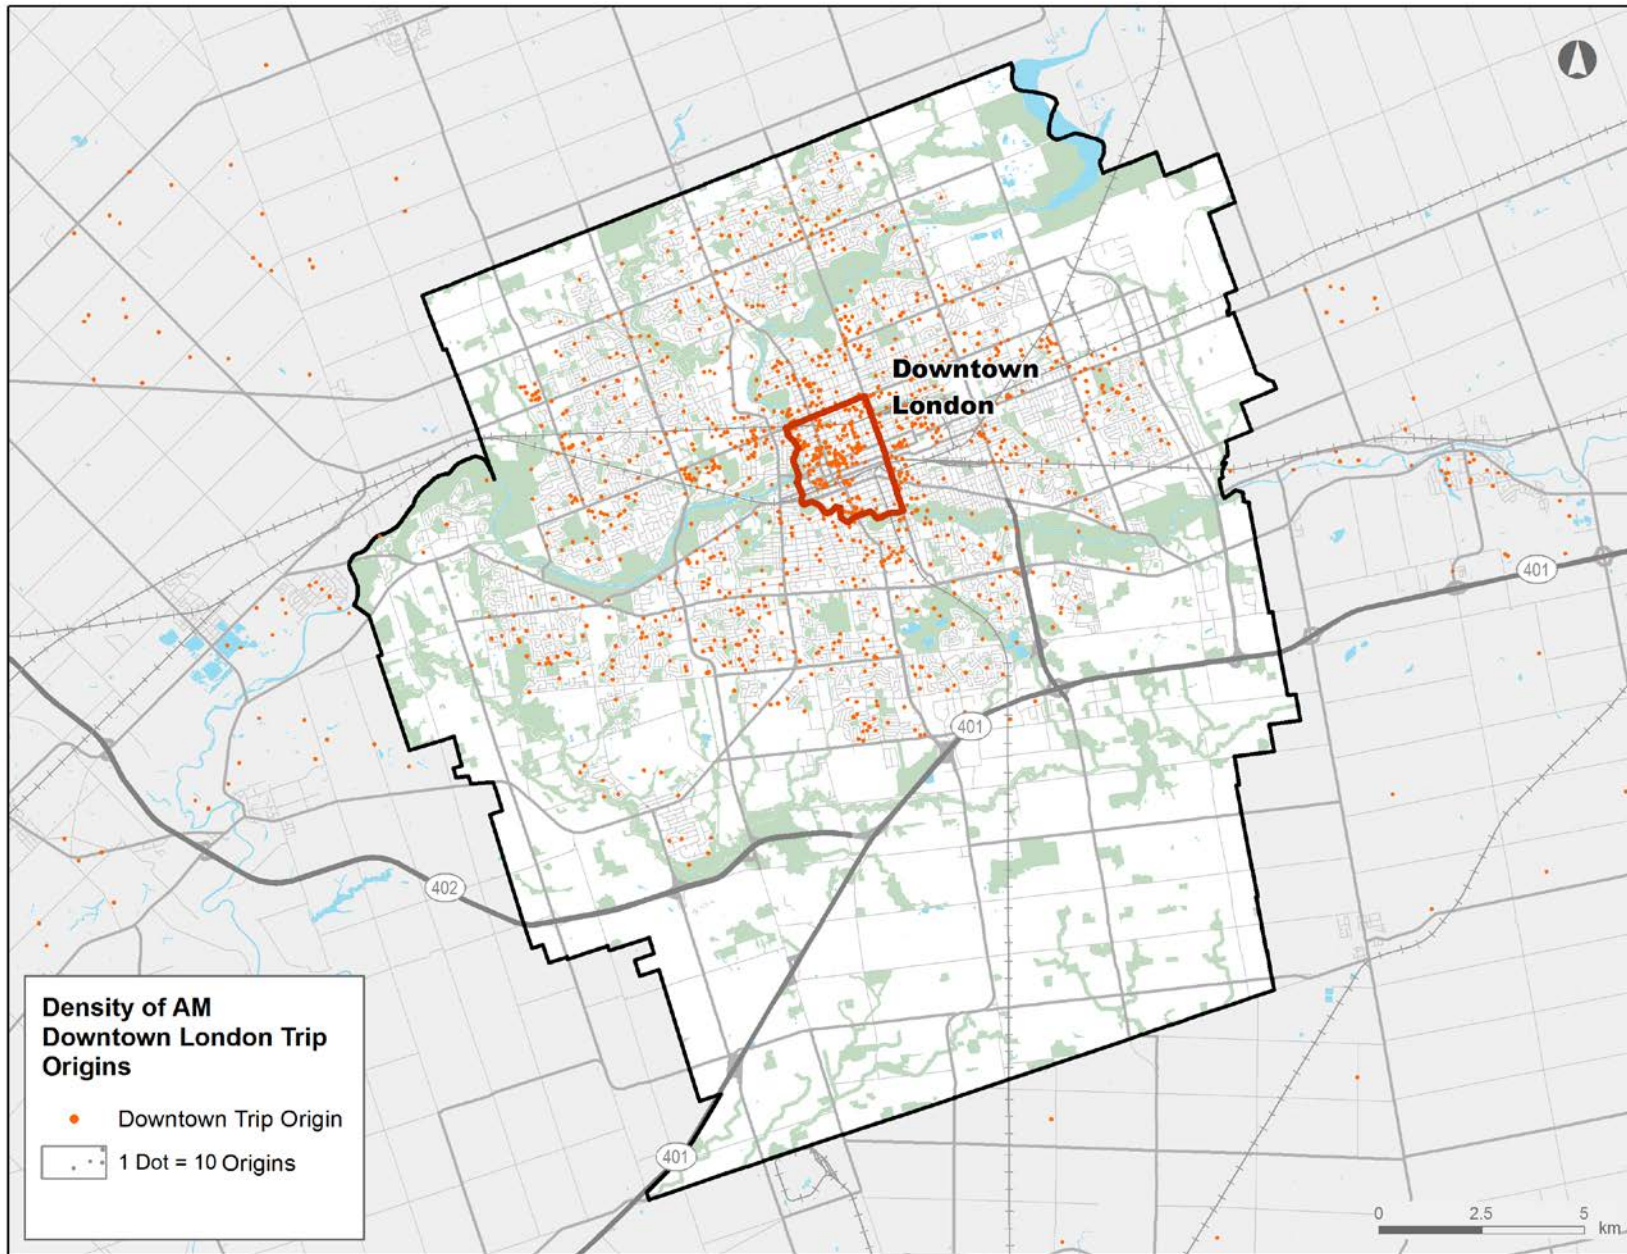 Downtown
London
401
401
402
401
Density of AM
Downtown London Trip
Origins
Downtown Trip Origin
1 Dot = 10 Origins
0 2.5 5
km